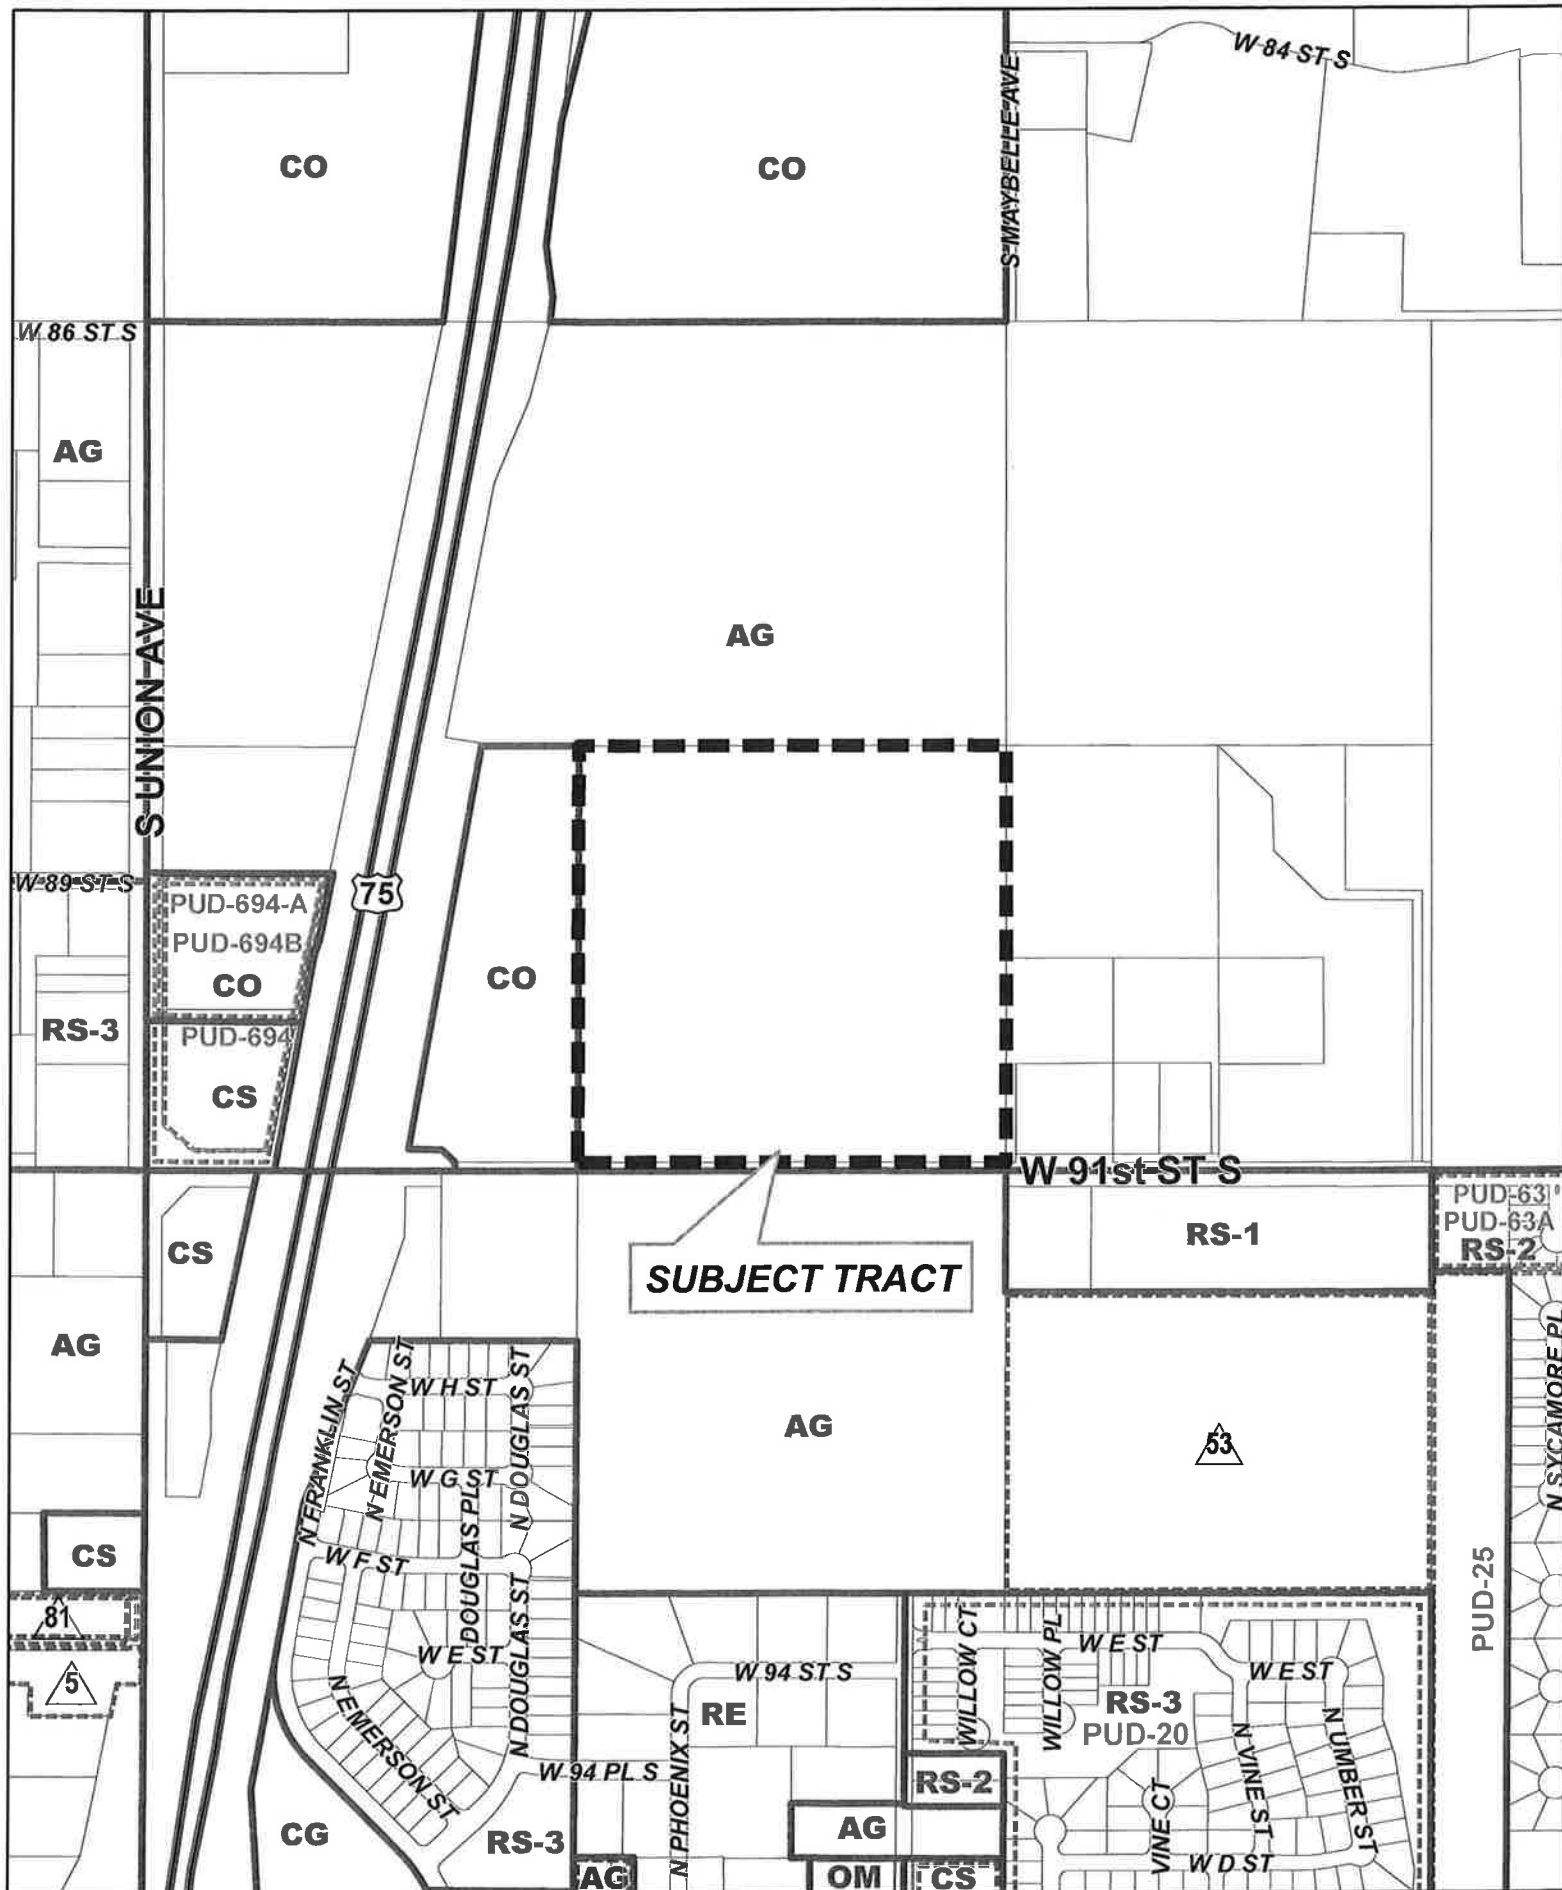 W 84 ST S
CO
CO
S MAYBELLE AVE
W 86 ST S
AG
S UNION AVE
AG
W 89 ST S
75
PUD-694-A
PUD-694B
CO
CO
RS-3
PUD-694
CS
W 91st ST S
PUD-63
PUD-63A
RS-2
CS
RS-1
SUBJECT TRACT
AG
N FRANKLIN ST
N EMERSON ST
W H ST
N DOUGLAS ST
N SYCAMORE PL
AG
53
W G ST
DOUGLAS PL
CS
W F ST
PUD-25
81
N DOUGLAS ST
W E ST
WILLOW CT
WILLOW PL
W E ST
W E ST
5
W 94 ST S
N EMERSON ST
RE
RS-3
PUD-20
N PHOENIX ST
N VINE ST
N UMBER ST
W 94 PL S
RS-2
VINE CT
CG
RS-3
AG
AG
OM
CS
W D ST